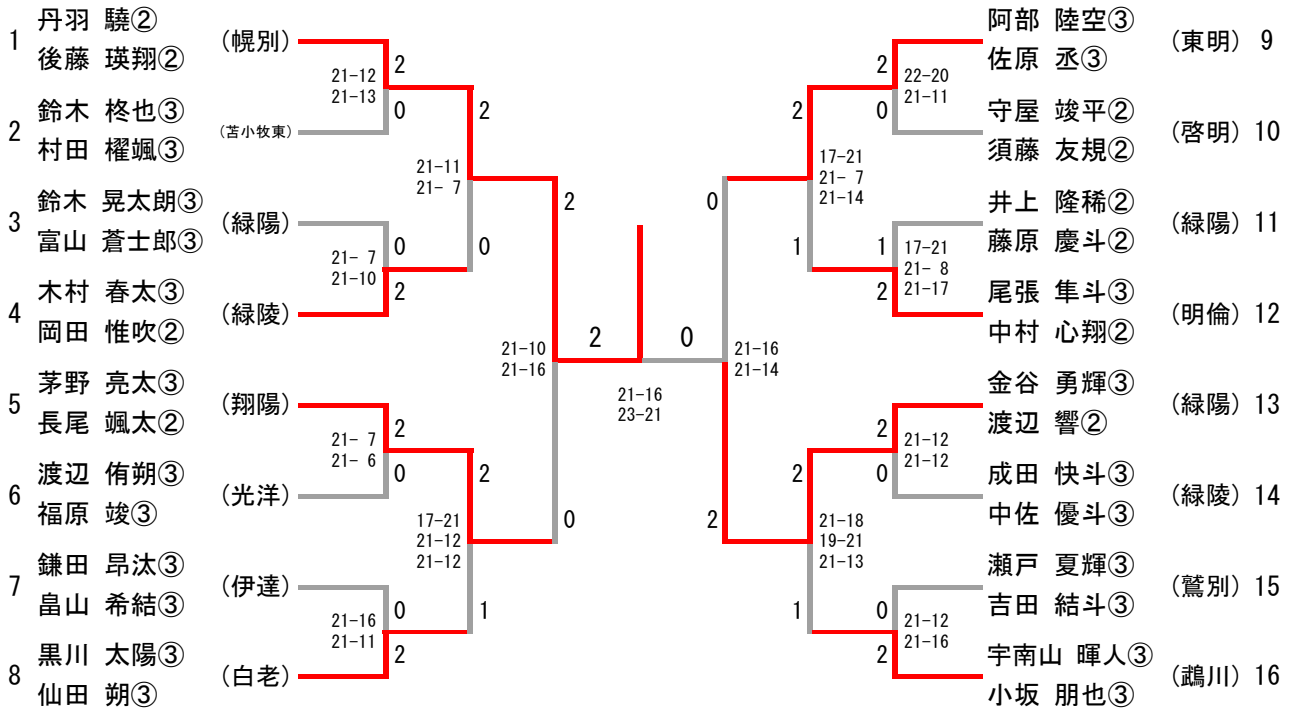 1
丹羽 驍②
後藤 瑛翔②
(幌別)
2
鈴木 柊也③
村田 櫂颯③
(苫小牧東)
3
鈴木 晃太朗③
富山 蒼士郎③
(緑陽)
4
木村 春太③
岡田 惟吹②
(緑陵)
5
茅野 亮太③
長尾 颯太②
(翔陽)
6
渡辺 侑朔③
福原 竣③
(光洋)
7
鎌田 昂汰③
畠山 希結③
(伊達)
8
黒川 太陽③
仙田 朔③
(白老)
21-12
21-13
2
0
21- 7
21-10
0
2
21- 7
21- 6
2
0
21-16
21-11
0
2
21-11
21- 7
2
0
17-21
21-12
21-12
2
1
21-10
21-16
2
0
2
0
21-16
23-21
21-16
21-14
0
2
17-21
21- 7
21-14
2
1
21-18
19-21
21-13
2
1
22-20
21-11
2
0
17-21
21- 8
21-17
1
2
21-12
21-12
2
0
21-12
21-16
0
2
阿部 陸空③
佐原 丞③
(東明) 9
守屋 竣平②
須藤 友規②
(啓明) 10
井上 隆稀②
藤原 慶斗②
(緑陽) 11
尾張 隼斗③
中村 心翔②
(明倫) 12
金谷 勇輝③
渡辺 響②
(緑陽) 13
成田 快斗③
中佐 優斗③
(緑陵) 14
瀬戸 夏輝③
吉田 結斗③
(鷲別) 15
宇南山 暉人③
小坂 朋也③
(鵡川) 16